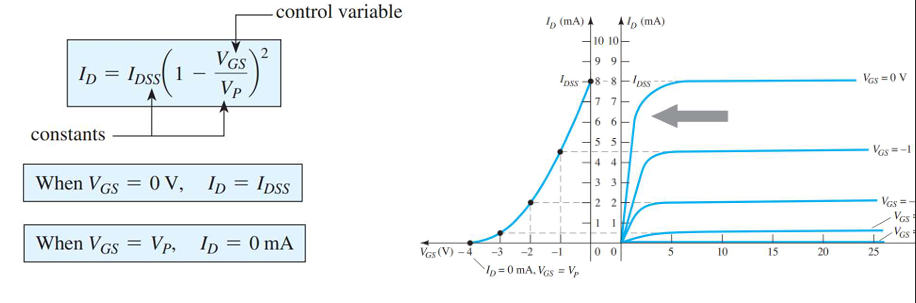 control variable
I_D = I_DSS(1 − V_GS/V_P)^2
constants
When V_GS = 0 V, I_D = I_DSS
When V_GS = V_P, I_D = 0 mA
I_D (mA) I_D (mA)
10 10
9 9
I_DSS 8 8 I_DSS V_GS = 0 V
7 7
6 6
5 5
V_GS = −1
4 4
3 3
2 2 V_GS = −
V_GS =
1 1
V_GS =
V_GS (V) −4 −3 −2 −1 0 0 5 10 15 20 25
I_D = 0 mA, V_GS = V_P